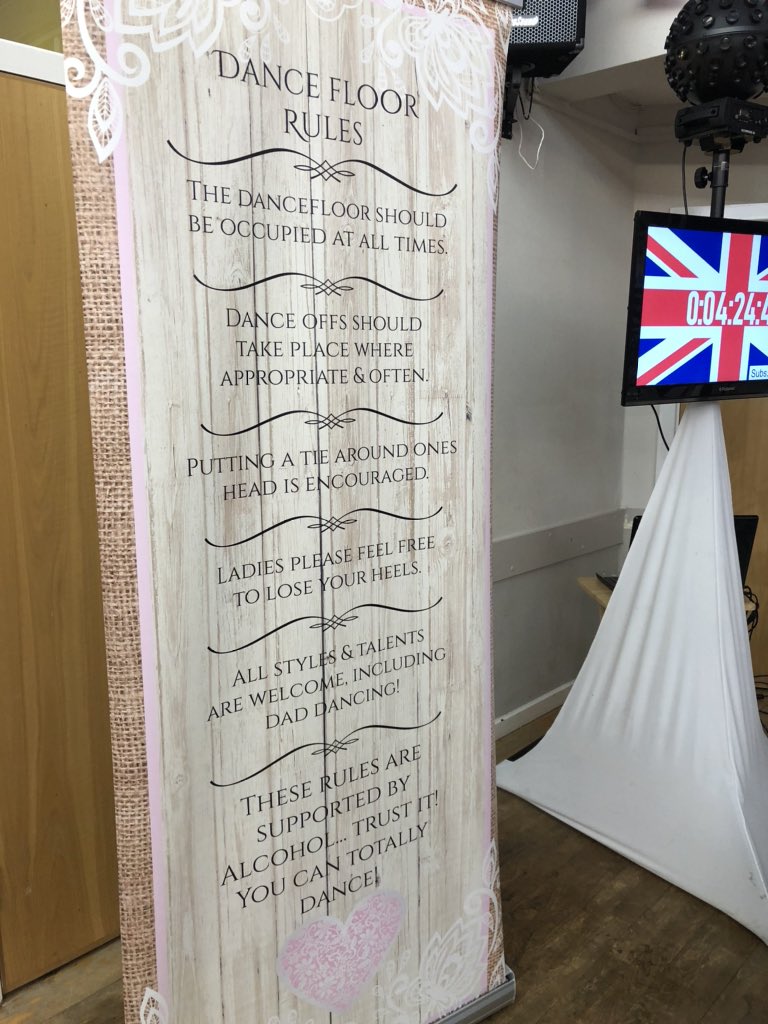 DANCE FLOOR
RULES
THE DANCEFLOOR SHOULD
BE OCCUPIED AT ALL TIMES.
DANCE OFFS SHOULD
TAKE PLACE WHERE
APPROPRIATE & OFTEN.
PUTTING A TIE AROUND ONES
HEAD IS ENCOURAGED.
LADIES PLEASE FEEL FREE
TO LOSE YOUR HEELS.
ALL STYLES & TALENTS
ARE WELCOME, INCLUDING
DAD DANCING!
THESE RULES ARE
SUPPORTED BY
ALCOHOL... TRUST IT!
YOU CAN TOTALLY
DANCE!
0:04:24:4
Subs